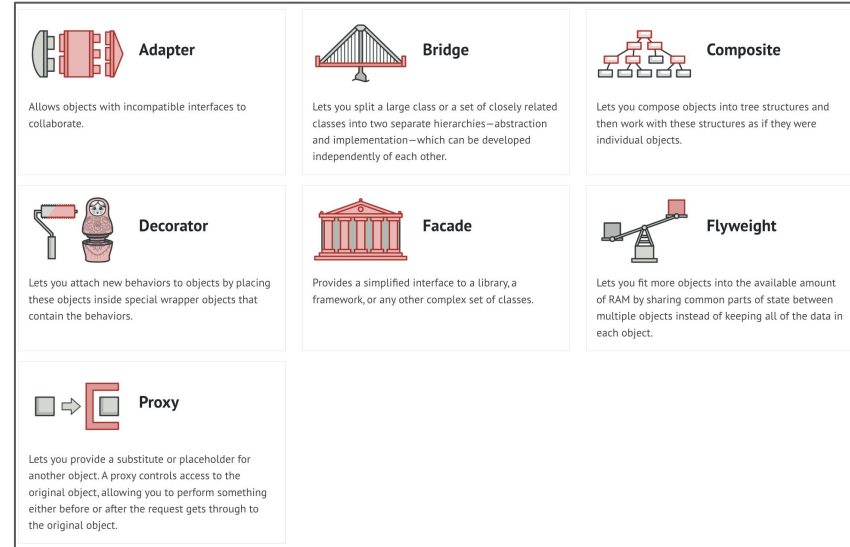 Adapter
Allows objects with incompatible interfaces to
collaborate.
Bridge
Lets you split a large class or a set of closely related
classes into two separate hierarchies—abstraction
and implementation—which can be developed
independently of each other.
Composite
Lets you compose objects into tree structures and
then work with these structures as if they were
individual objects.
Decorator
Lets you attach new behaviors to objects by placing
these objects inside special wrapper objects that
contain the behaviors.
Facade
Provides a simplified interface to a library, a
framework, or any other complex set of classes.
Flyweight
Lets you fit more objects into the available amount
of RAM by sharing common parts of state between
multiple objects instead of keeping all of the data in
each object.
Proxy
Lets you provide a substitute or placeholder for
another object. A proxy controls access to the
original object, allowing you to perform something
either before or after the request gets through to
the original object.